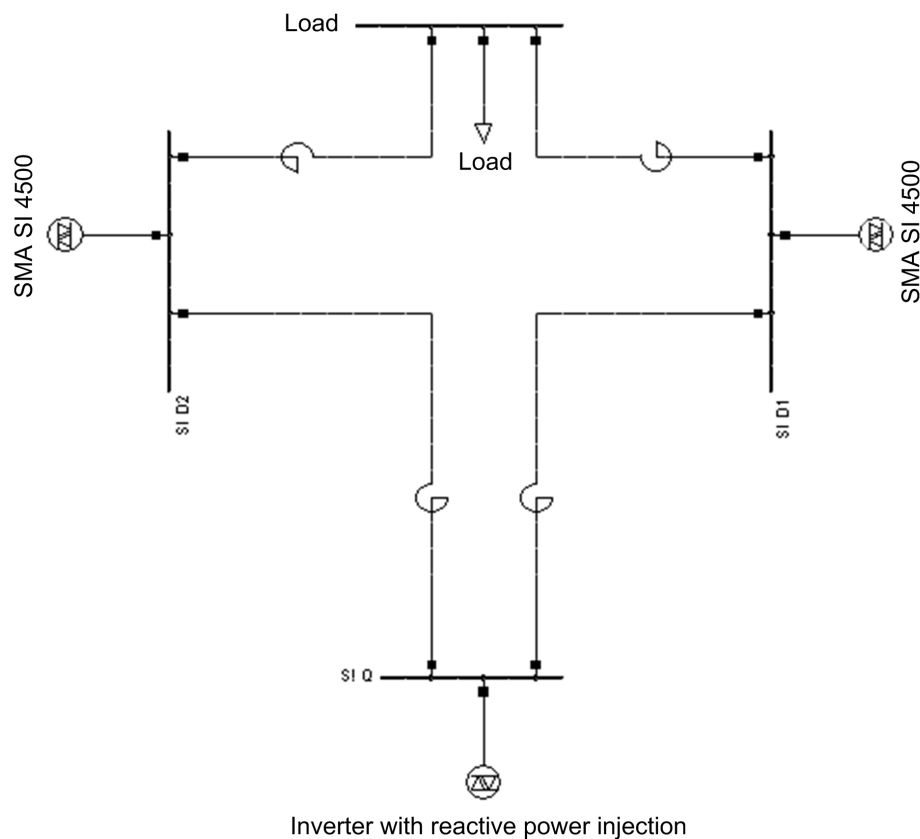 Load
Load
SMA SI 4500
SMA SI 4500
SI D2
SI D1
SI Q
Inverter with reactive power injection